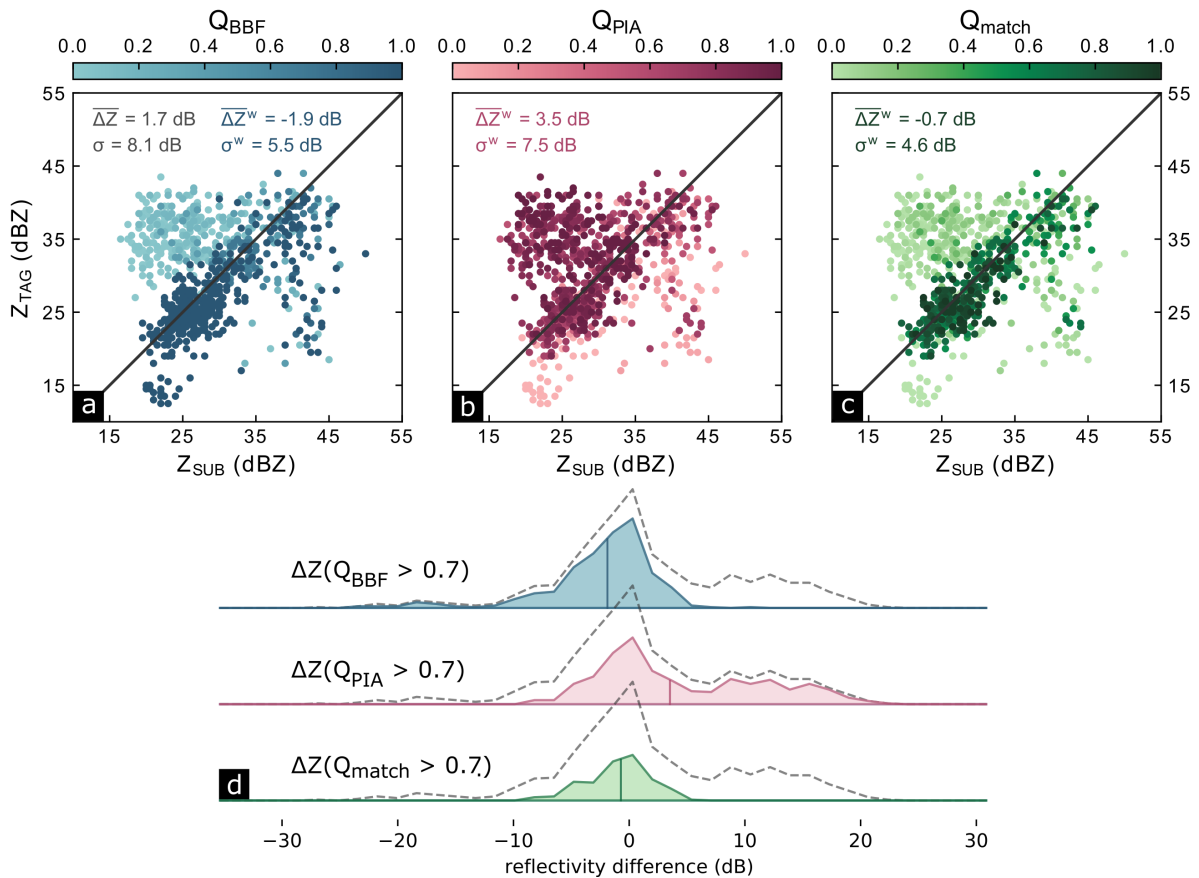 Q_BBF Q_PIA Q_match
0.0 0.2 0.4 0.6 0.8 1.0 0.0 0.2 0.4 0.6 0.8 1.0 0.0 0.2 0.4 0.6 0.8 1.0
55 55
ΔZ = 1.7 dB ΔZ^w = -1.9 dB ΔZ^w = 3.5 dB ΔZ^w = -0.7 dB
σ = 8.1 dB σ^w = 5.5 dB σ^w = 7.5 dB σ^w = 4.6 dB
45 45
35 35
Z_TAG (dBZ)
25 25
15 15
a b c
15 25 35 45 55 15 25 35 45 55 15 25 35 45 55
Z_SUB (dBZ) Z_SUB (dBZ) Z_SUB (dBZ)
ΔZ(Q_BBF > 0.7)
ΔZ(Q_PIA > 0.7)
ΔZ(Q_match > 0.7)
d
−30 −20 −10 0 10 20 30
reflectivity difference (dB)